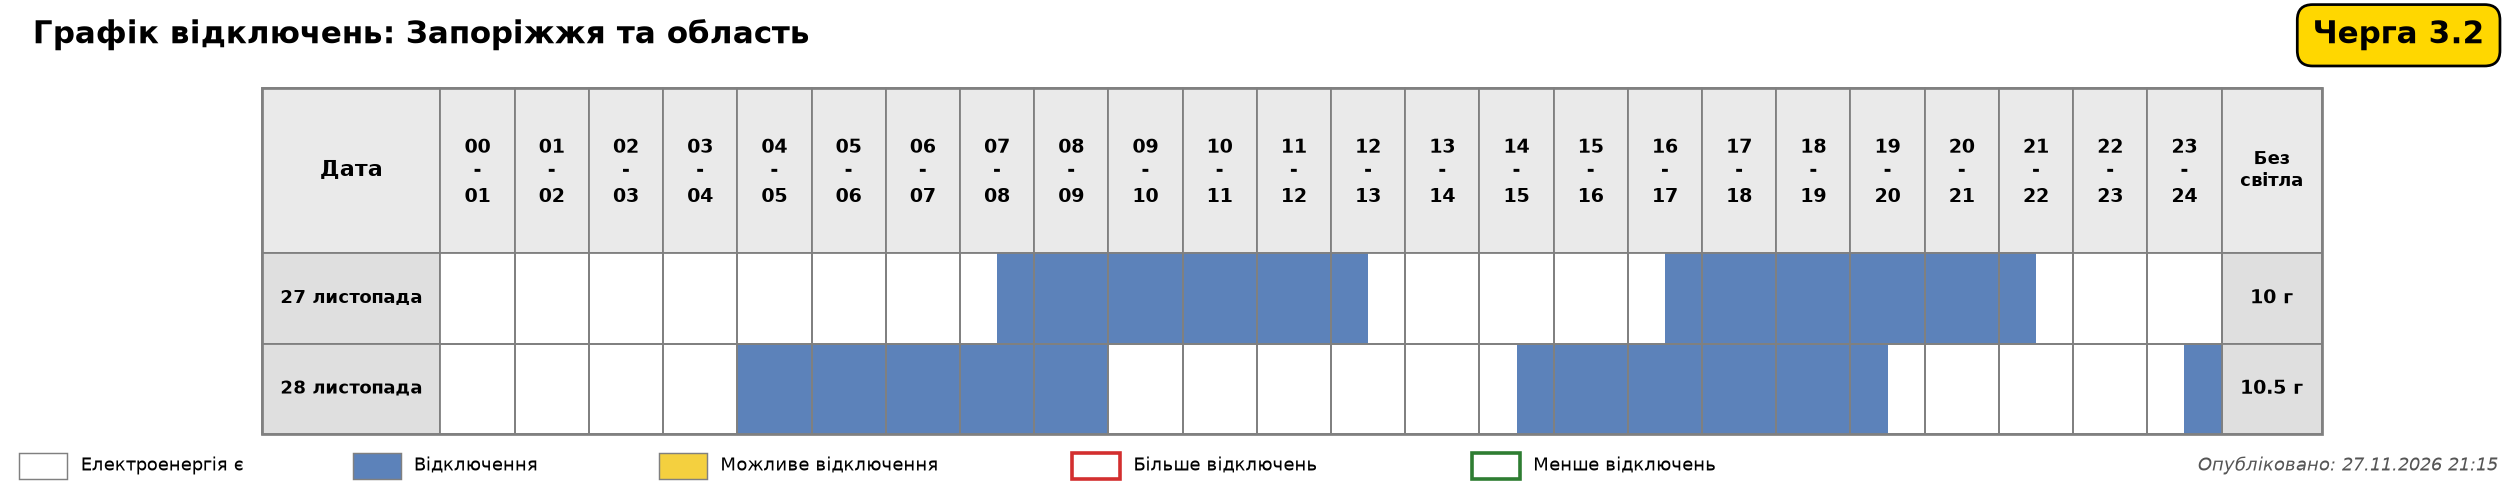 Графік відключень: Запоріжжя та область
Черга 3.2
Дата
00 - 01
01 - 02
02 - 03
03 - 04
04 - 05
05 - 06
06 - 07
07 - 08
08 - 09
09 - 10
10 - 11
11 - 12
12 - 13
13 - 14
14 - 15
15 - 16
16 - 17
17 - 18
18 - 19
19 - 20
20 - 21
21 - 22
22 - 23
23 - 24
Без
світла
27 листопада
10 г
28 листопада
10.5 г
Електроенергія є
Відключення
Можливе відключення
Більше відключень
Менше відключень
Опубліковано: 27.11.2026 21:15